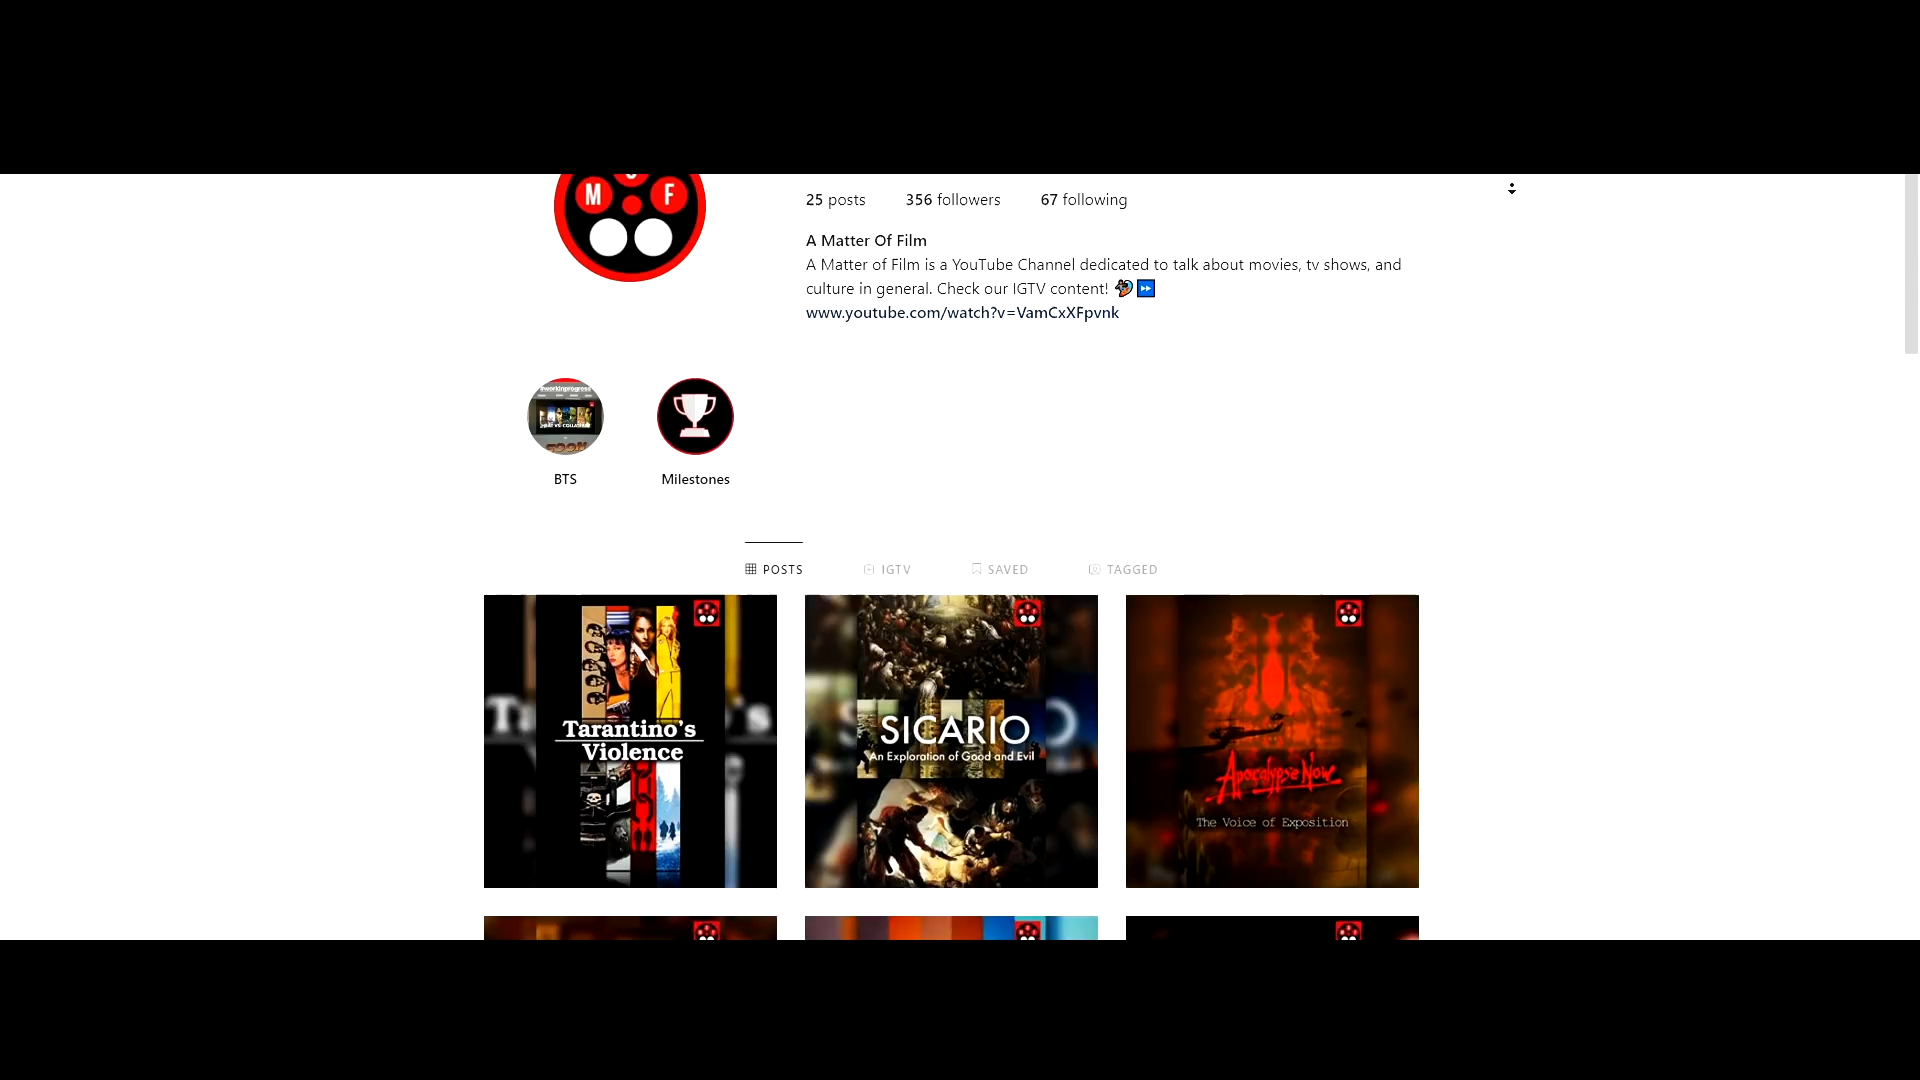 M
F
25 posts
356 followers
67 following
A Matter Of Film
A Matter of Film is a YouTube Channel dedicated to talk about movies, tv shows, and
culture in general. Check our IGTV content!
www.youtube.com/watch?v=VamCxXFpvnk
#workinprogress
SOON
BTS
Milestones
POSTS
IGTV
SAVED
TAGGED
Tarantino's
Violence
SICARIO
An Exploration of Good and Evil
Apocalypse Now
The Voice of Exposition